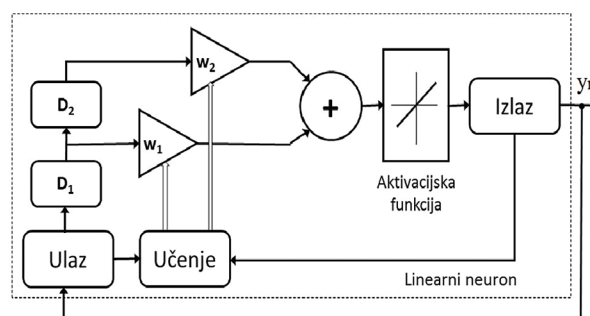 w₂
D₂
+
Izlaz
w₁
D₁
Aktivacijska
funkcija
Ulaz
Učenje
Linearni neuron